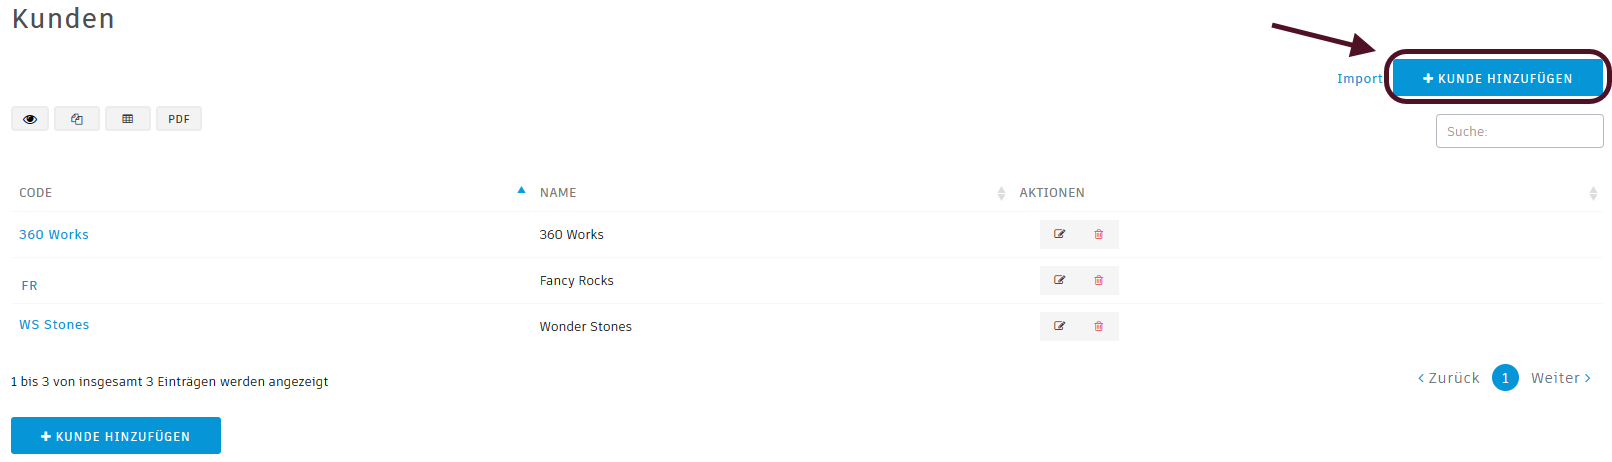 Kunden
Import
KUNDE HINZUFÜGEN
PDF
Suche:
CODE NAME AKTIONEN
360 Works 360 Works
FR Fancy Rocks
WS Stones Wonder Stones
1 bis 3 von insgesamt 3 Einträgen werden angezeigt
Zurück 1 Weiter
KUNDE HINZUFÜGEN